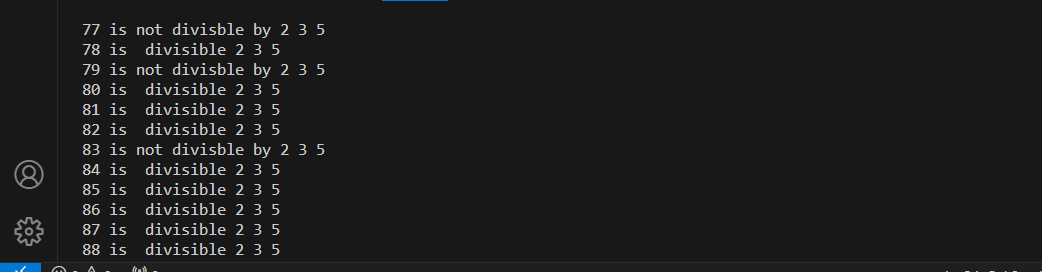 77 is not divisble by 2 3 5
78 is  divisible 2 3 5
79 is not divisble by 2 3 5
80 is  divisible 2 3 5
81 is  divisible 2 3 5
82 is  divisible 2 3 5
83 is not divisble by 2 3 5
84 is  divisible 2 3 5
85 is  divisible 2 3 5
86 is  divisible 2 3 5
87 is  divisible 2 3 5
88 is  divisible 2 3 5